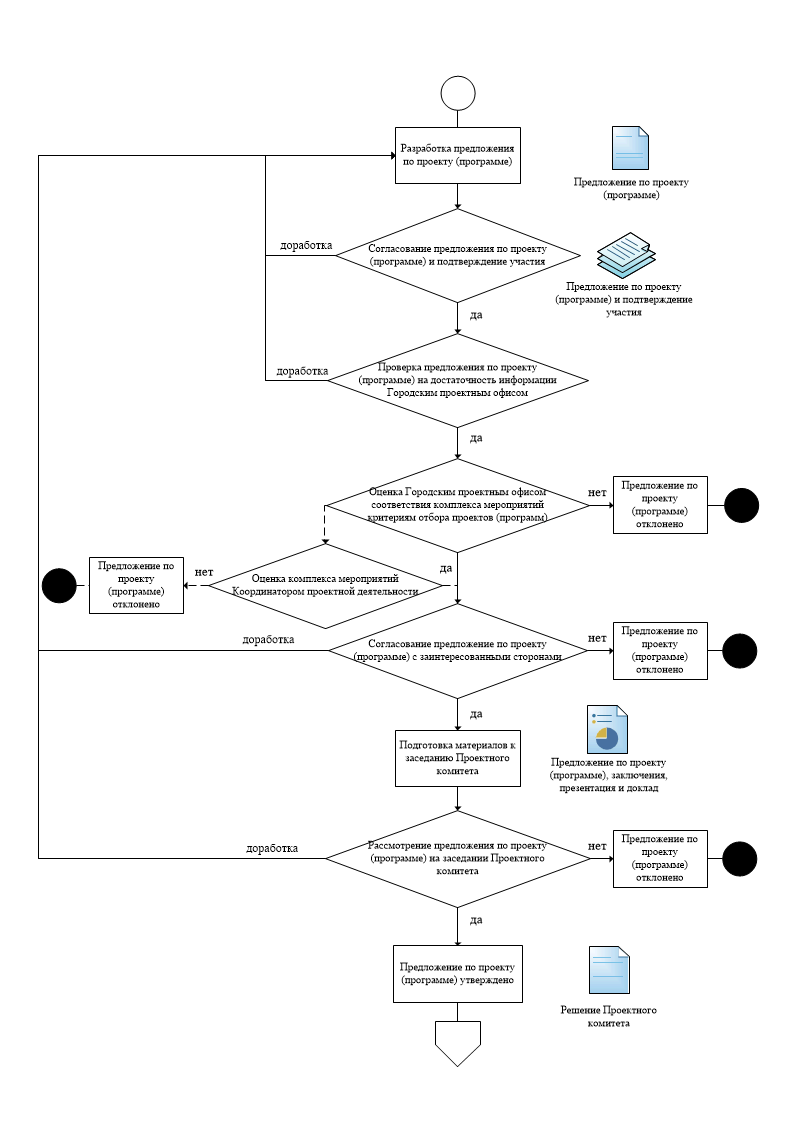 Разработка предложения
по проекту (программе)
Предложение по проекту
(программе)
доработка
Согласование предложения по проекту
(программе) и подтверждение участия
Предложение по проекту
(программе) и подтверждение
участия
да
доработка
Проверка предложения по проекту
(программе) на достаточность информации
Городским проектным офисом
да
Оценка Городским проектным офисом
соответствия комплекса мероприятий
критериям отбора проектов (программ)
нет
Предложение по
проекту
(программе)
отклонено
Предложение по
проекту
(программе)
отклонено
нет
Оценка комплекса мероприятий
Координатором проектной деятельности
да
доработка
Согласование предложение по проекту
(программе) с заинтересованными сторонами
нет
Предложение по
проекту
(программе)
отклонено
да
Подготовка материалов к
заседанию Проектного
комитета
Предложение по проекту
(программе), заключения,
презентация и доклад
доработка
Рассмотрение предложения по проекту
(программе) на заседании Проектного
комитета
нет
Предложение по
проекту
(программе)
отклонено
да
Предложение по проекту
(программе) утверждено
Решение Проектного
комитета